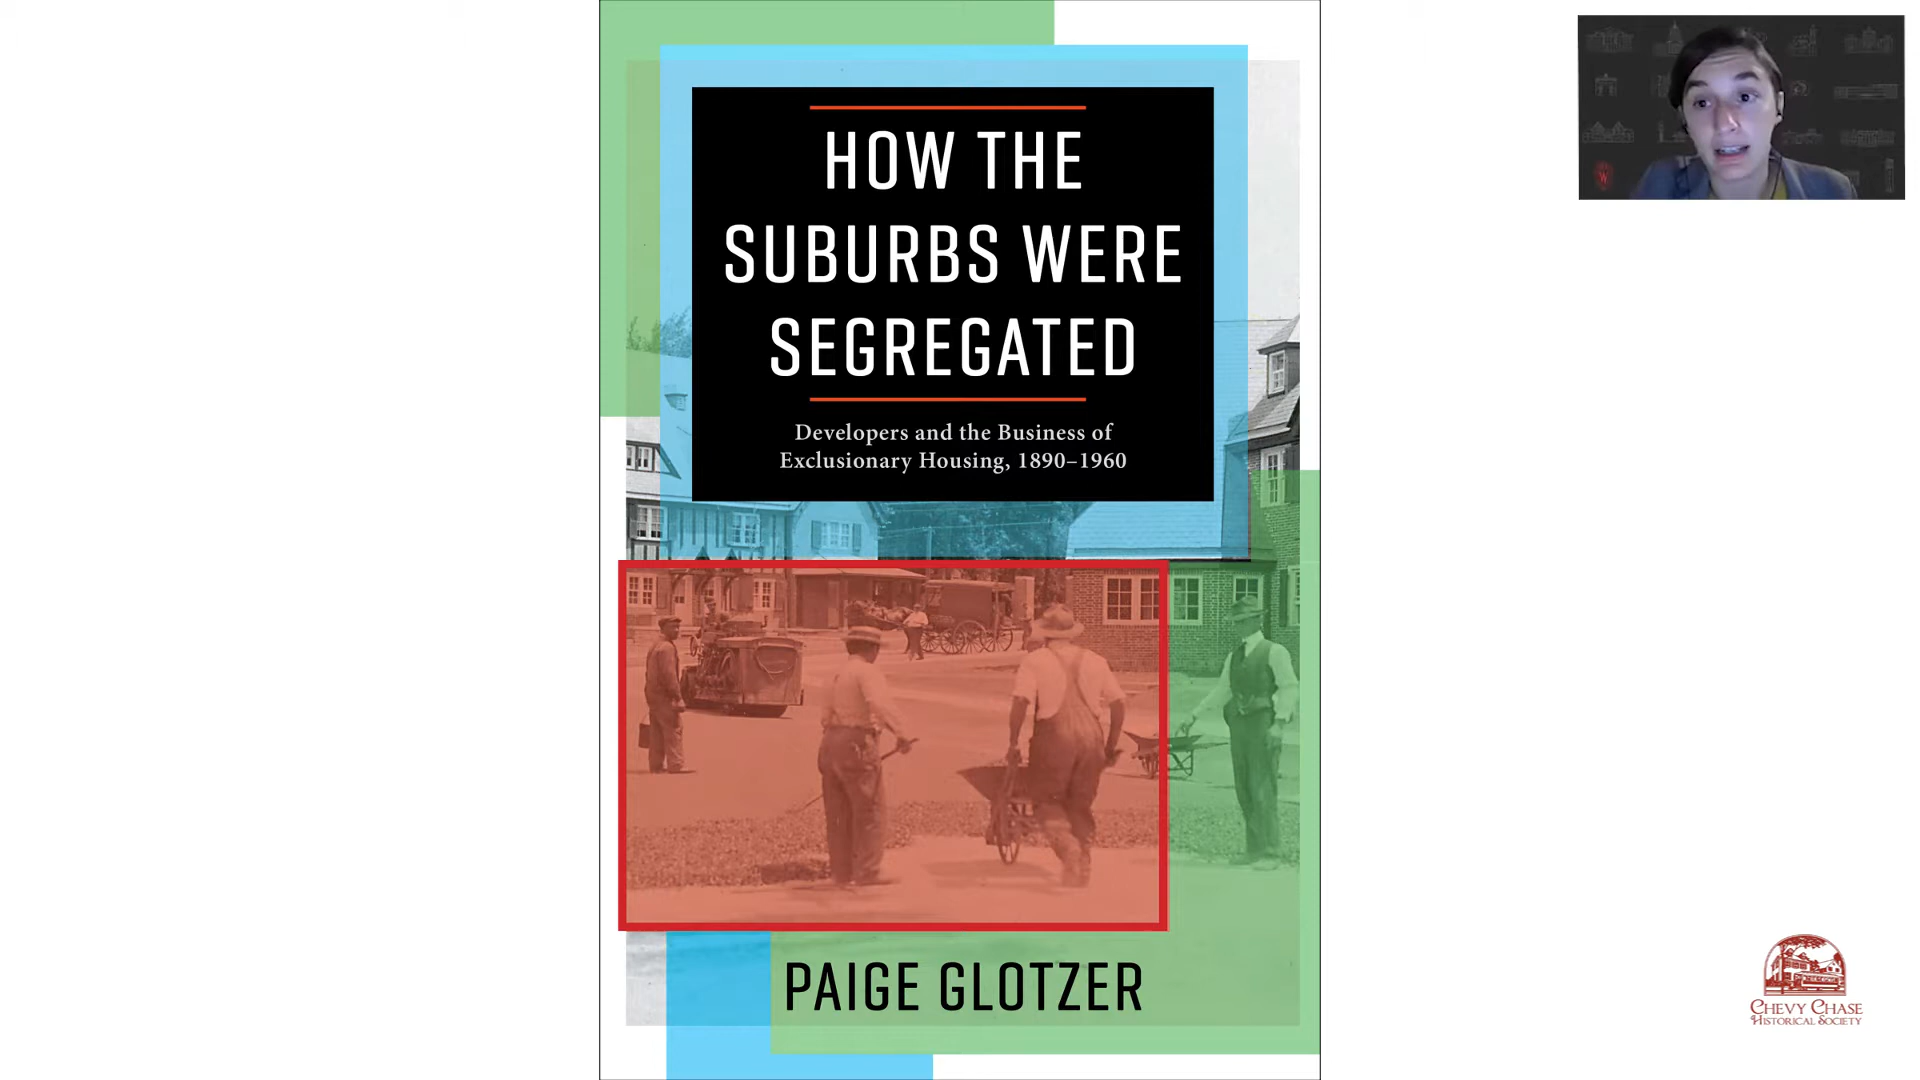 HOW THE
SUBURBS WERE
SEGREGATED
Developers and the Business of
Exclusionary Housing, 1890–1960
PAIGE GLOTZER
W
CHEVY CHASE
HISTORICAL SOCIETY